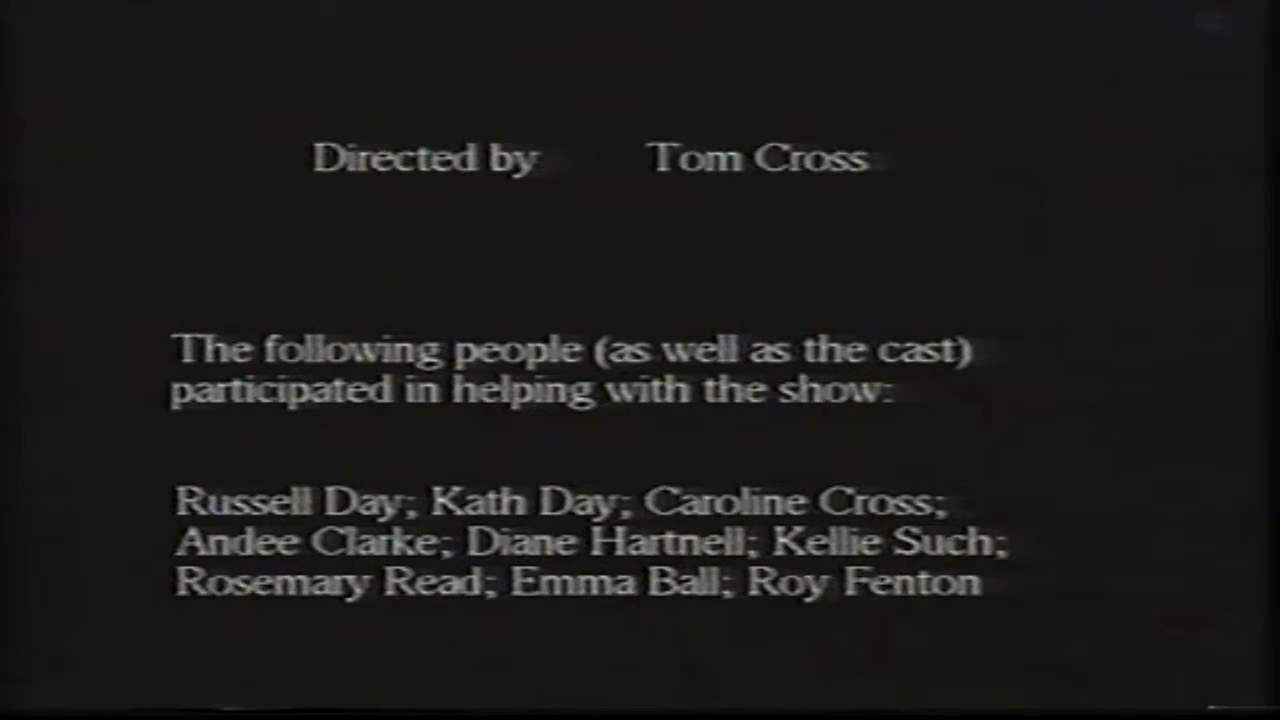 Directed by Tom Cross
The following people (as well as the cast)
participated in helping with the show:
Russell Day; Kath Day; Caroline Cross;
Andee Clarke; Diane Hartnell; Kellie Such;
Rosemary Read; Emma Ball; Roy Fenton